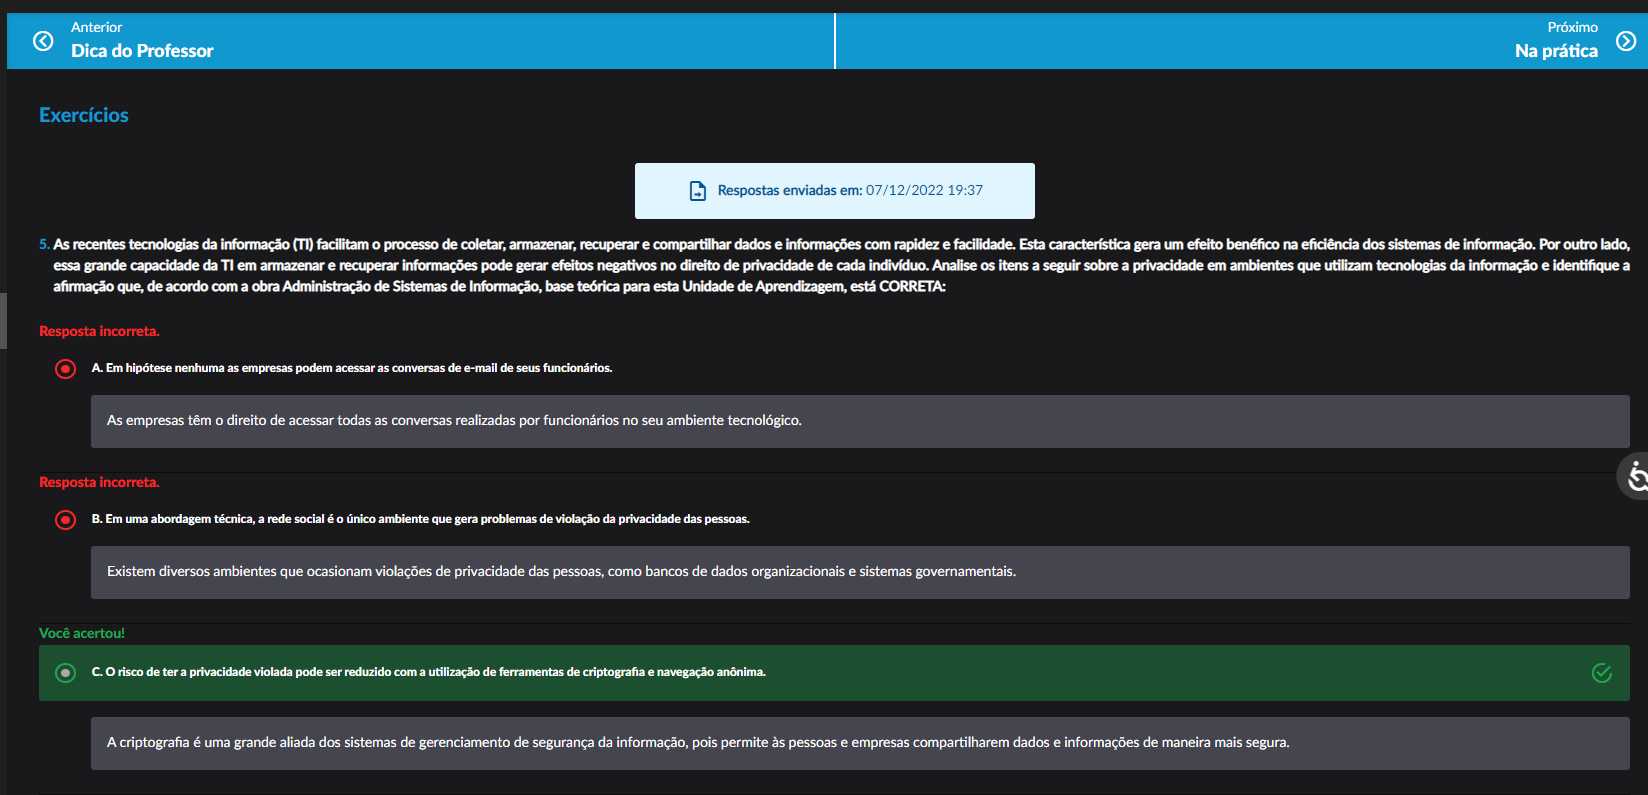 Anterior
Dica do Professor
Próximo
Na prática
Exercícios
Respostas enviadas em: 07/12/2022 19:37
5. As recentes tecnologias da informação (TI) facilitam o processo de coletar, armazenar, recuperar e compartilhar dados e informações com rapidez e facilidade. Esta característica gera um efeito benéfico na eficiência dos sistemas de informação. Por outro lado,
essa grande capacidade da TI em armazenar e recuperar informações pode gerar efeitos negativos no direito de privacidade de cada indivíduo. Analise os itens a seguir sobre a privacidade em ambientes que utilizam tecnologias da informação e identifique a
afirmação que, de acordo com a obra Administração de Sistemas de Informação, base teórica para esta Unidade de Aprendizagem, está CORRETA:
Resposta incorreta.
A. Em hipótese nenhuma as empresas podem acessar as conversas de e-mail de seus funcionários.
As empresas têm o direito de acessar todas as conversas realizadas por funcionários no seu ambiente tecnológico.
Resposta incorreta.
B. Em uma abordagem técnica, a rede social é o único ambiente que gera problemas de violação da privacidade das pessoas.
Existem diversos ambientes que ocasionam violações de privacidade das pessoas, como bancos de dados organizacionais e sistemas governamentais.
Você acertou!
C. O risco de ter a privacidade violada pode ser reduzido com a utilização de ferramentas de criptografia e navegação anônima.
A criptografia é uma grande aliada dos sistemas de gerenciamento de segurança da informação, pois permite às pessoas e empresas compartilharem dados e informações de maneira mais segura.